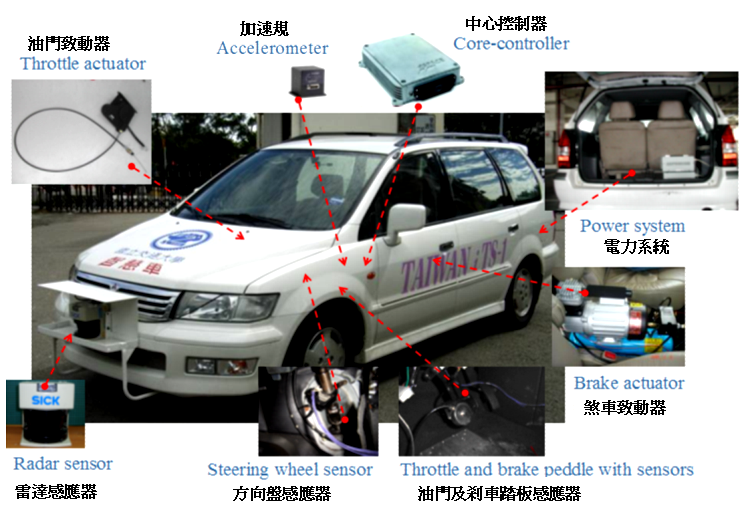 油門致動器
Throttle actuator
加速規
Accelerometer
中心控制器
Core-controller
Power system
電力系統
TAIWAN iTS-1
Brake actuator
煞車致動器
SICK
Radar sensor
雷達感應器
Steering wheel sensor
方向盤感應器
Throttle and brake peddle with sensors
油門及剎車踏板感應器